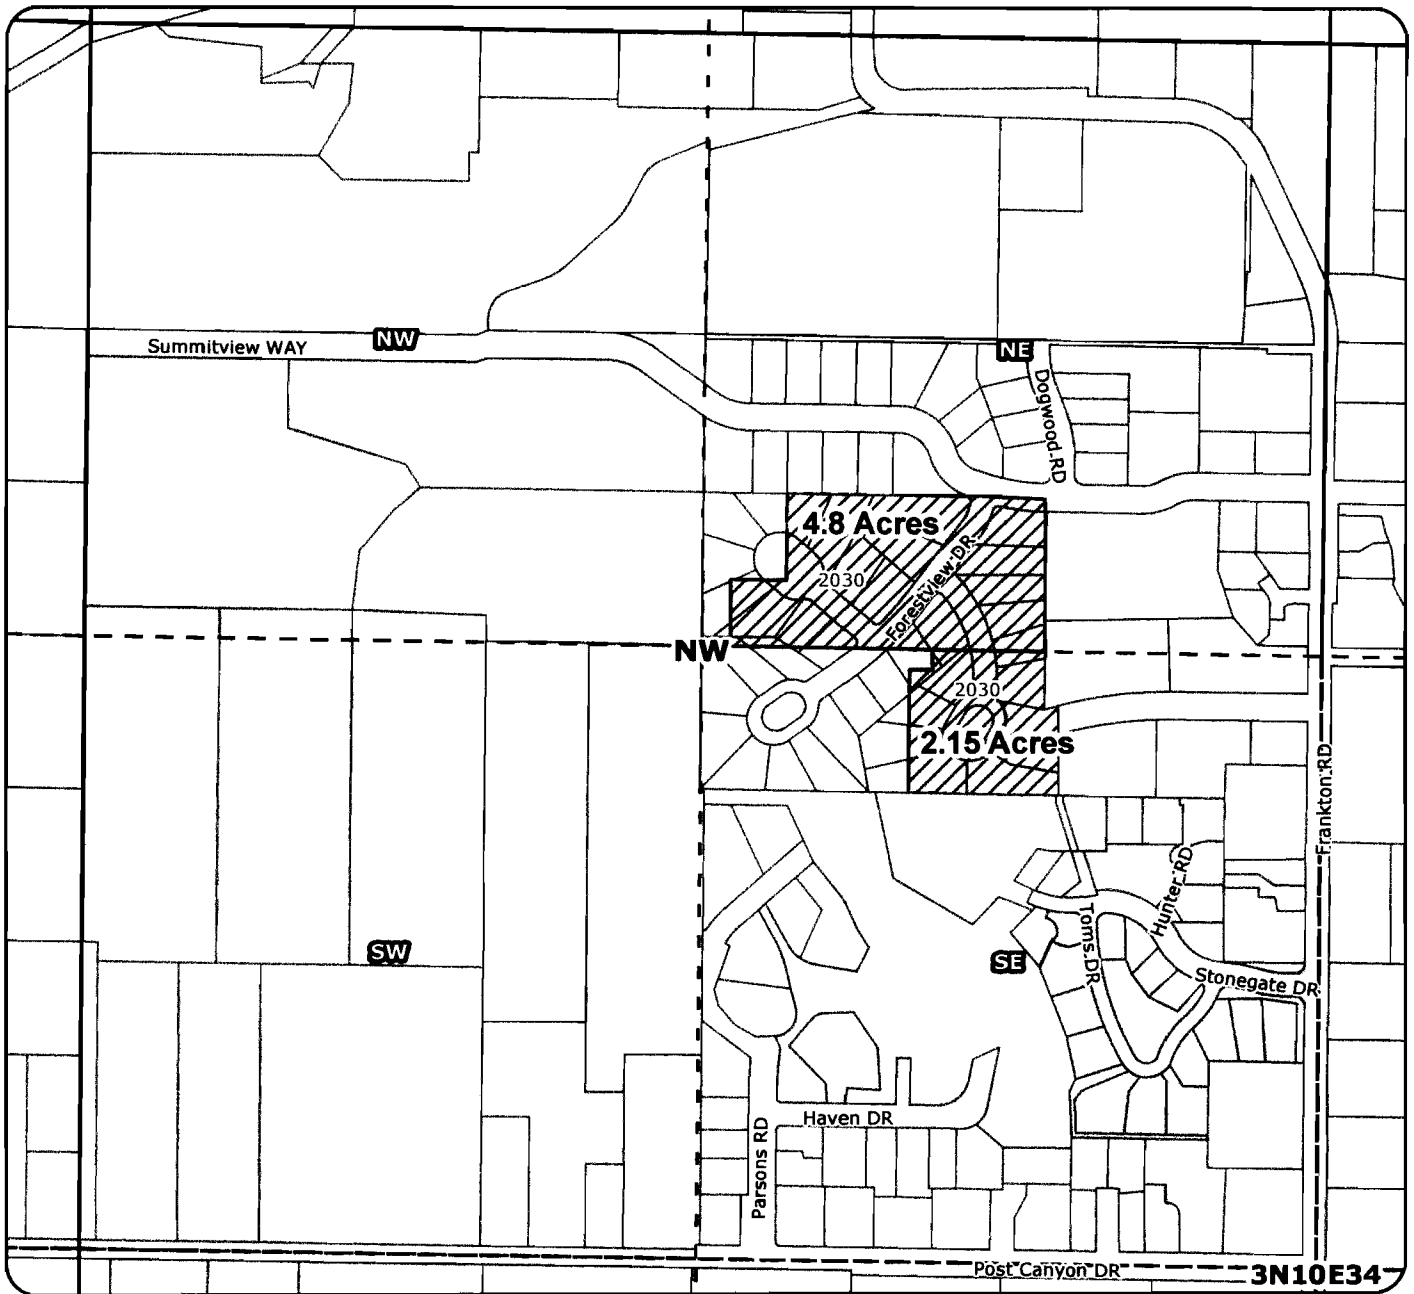 Summitview WAY
NW
NE
Dogwood RD
4.8 Acres
2030
Forestview DR
NW
2030
2.15 Acres
Frankton RD
Hunter RD
Toms DR
SW
SE
Stonegate DR
Haven DR
Parsons RD
Post Canyon DR
3N10E34